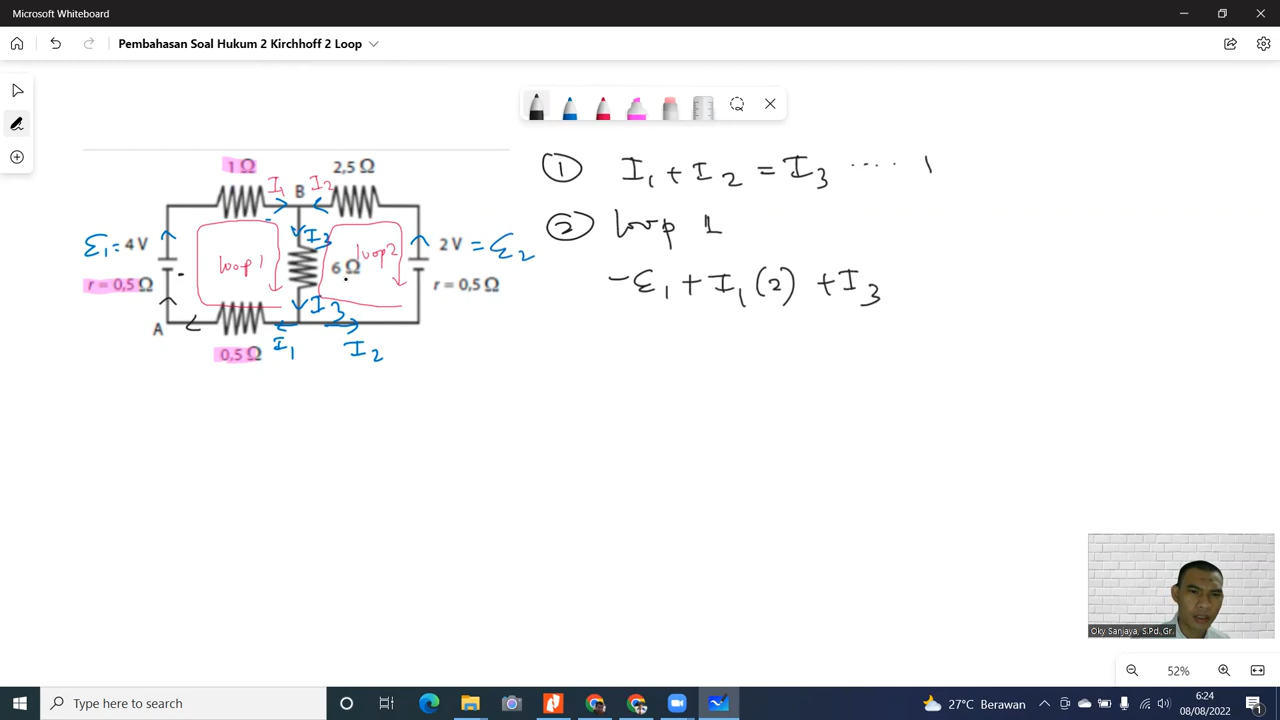 Microsoft Whiteboard
Pembahasan Soal Hukum 2 Kirchhoff 2 Loop
1 Ω
2,5 Ω
I₁ B I₂
ε₁ = 4 V
I₃
2 V = ε₂
loop 1
6 Ω
loop 2
r = 0,5 Ω
r = 0,5 Ω
I₃
A
0,5 Ω
I₁
I₂
① I₁ + I₂ = I₃ .... 1
② loop 1
-ε₁ + I₁ (2) + I₃
Oky Sanjaya, S.Pd.,Gr.
52%
Type here to search
27°C Berawan
6:24
08/08/2022
1